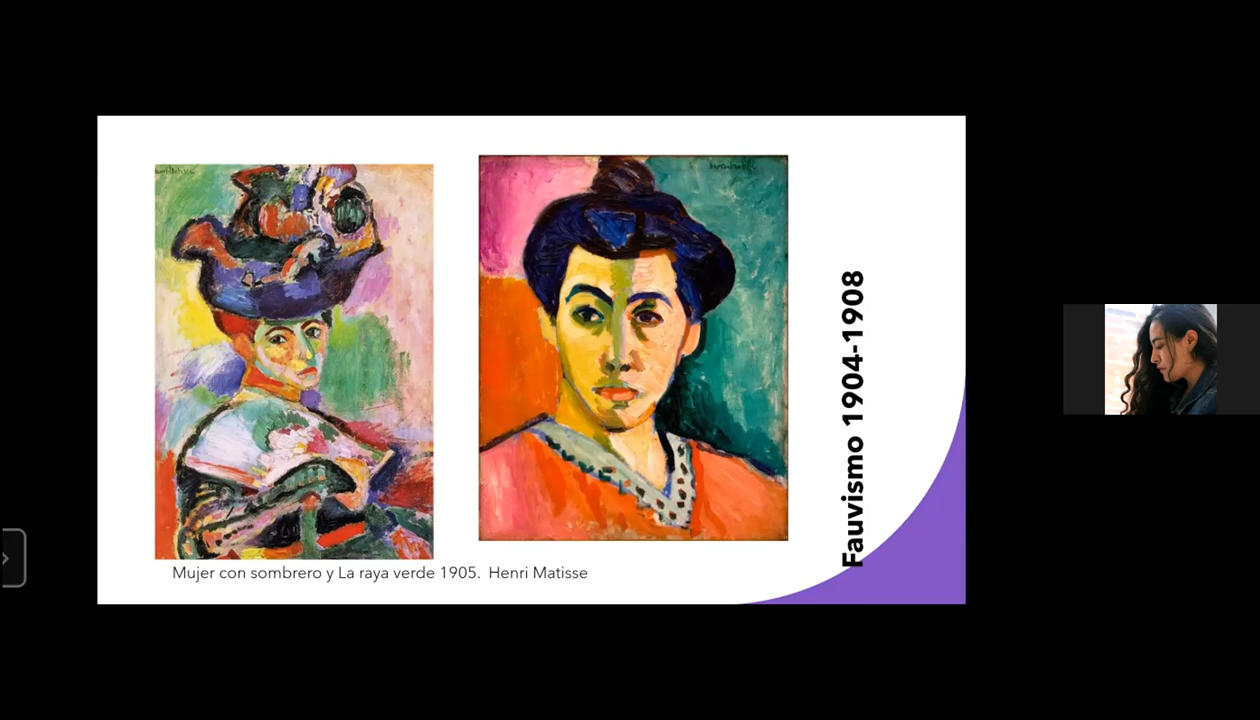 Mujer con sombrero y La raya verde 1905. Henri Matisse
Fauvismo 1904-1908